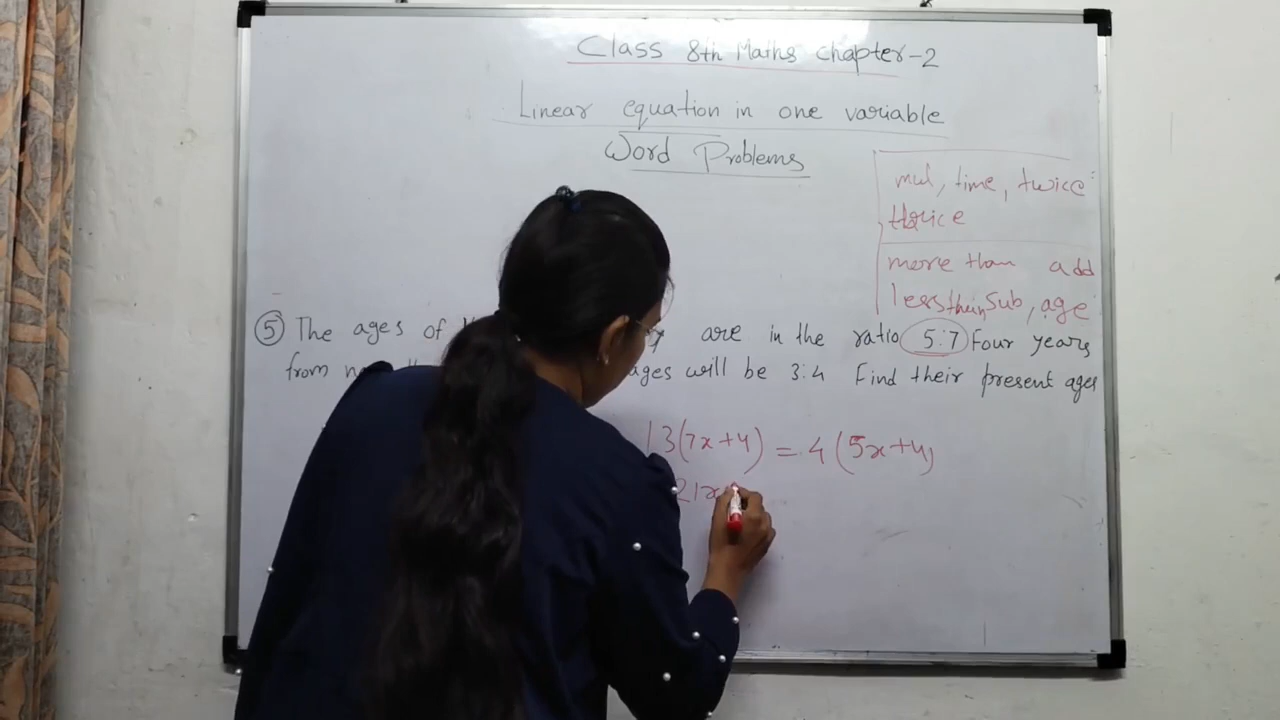 Class 8th Maths chapter-2
Linear equation in one variable
Word Problems
mul, time, twice
thrice
more than add
less then sub, age
⑤ The ages of are in the ratio 5:7 Four years
from ages will be 3:4 Find their present ages
3(7x+4) = 4(5x+4)
21x